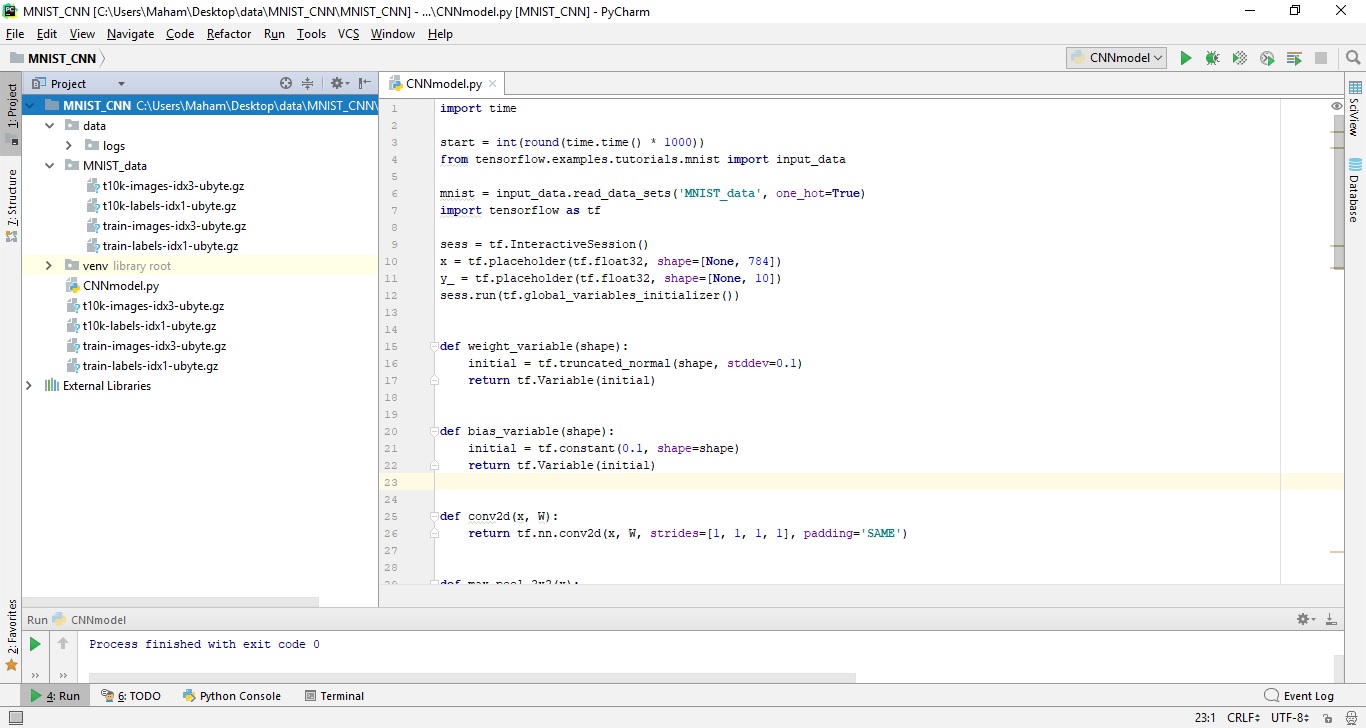 MNIST_CNN [C:\Users\Maham\Desktop\data\MNIST_CNN\MNIST_CNN] - ...\CNNmodel.py [MNIST_CNN] - PyCharm
File Edit View Navigate Code Refactor Run Tools VCS Window Help
MNIST_CNN
CNNmodel
1: Project
7: Structure
2: Favorites
Project
MNIST_CNN C:\Users\Maham\Desktop\data\MNIST_CNN\
data
logs
MNIST_data
t10k-images-idx3-ubyte.gz
t10k-labels-idx1-ubyte.gz
train-images-idx3-ubyte.gz
train-labels-idx1-ubyte.gz
venv library root
CNNmodel.py
t10k-images-idx3-ubyte.gz
t10k-labels-idx1-ubyte.gz
train-images-idx3-ubyte.gz
train-labels-idx1-ubyte.gz
External Libraries
CNNmodel.py
1 import time
2
3 start = int(round(time.time() * 1000))
4 from tensorflow.examples.tutorials.mnist import input_data
5
6 mnist = input_data.read_data_sets('MNIST_data', one_hot=True)
7 import tensorflow as tf
8
9 sess = tf.InteractiveSession()
10 x = tf.placeholder(tf.float32, shape=[None, 784])
11 y_ = tf.placeholder(tf.float32, shape=[None, 10])
12 sess.run(tf.global_variables_initializer())
13
14
15 def weight_variable(shape):
16 initial = tf.truncated_normal(shape, stddev=0.1)
17 return tf.Variable(initial)
18
19
20 def bias_variable(shape):
21 initial = tf.constant(0.1, shape=shape)
22 return tf.Variable(initial)
23
24
25 def conv2d(x, W):
26 return tf.nn.conv2d(x, W, strides=[1, 1, 1, 1], padding='SAME')
27
28
29 def max_pool_2x2(x):
SciView
Database
Run CNNmodel
Process finished with exit code 0
4: Run 6: TODO Python Console Terminal Event Log
23:1 CRLF UTF-8